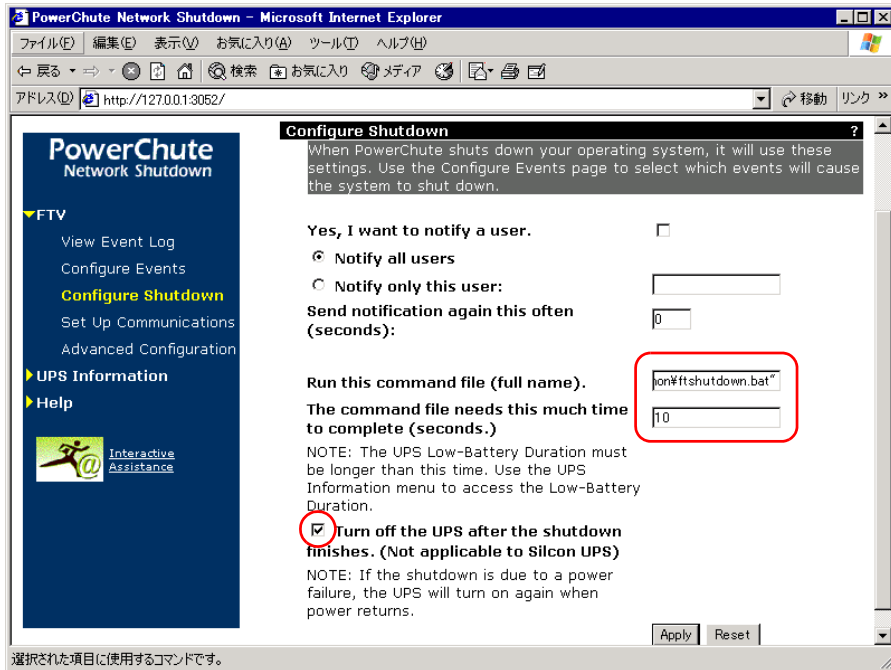 PowerChute Network Shutdown - Microsoft Internet Explorer
ファイル(F) 編集(E) 表示(V) お気に入り(A) ツール(T) ヘルプ(H)
戻る 検索 お気に入り メディア
アドレス(D) http://127.0.0.1:3052/ 移動 リンク »
PowerChute
Network Shutdown
FTV
View Event Log
Configure Events
Configure Shutdown
Set Up Communications
Advanced Configuration
UPS Information
Help
Interactive
Assistance
Configure Shutdown ?
When PowerChute shuts down your operating system, it will use these
settings. Use the Configure Events page to select which events will cause
the system to shut down.
Yes, I want to notify a user.
Notify all users
Notify only this user:
Send notification again this often
(seconds):
0
Run this command file (full name).
on¥ftshutdown.bat"
The command file needs this much time
to complete (seconds.)
10
NOTE: The UPS Low-Battery Duration must
be longer than this time. Use the UPS
Information menu to access the Low-Battery
Duration.
Turn off the UPS after the shutdown
finishes. (Not applicable to Silcon UPS)
NOTE: If the shutdown is due to a power
failure, the UPS will turn on again when
power returns.
Apply Reset
選択された項目に使用するコマンドです。